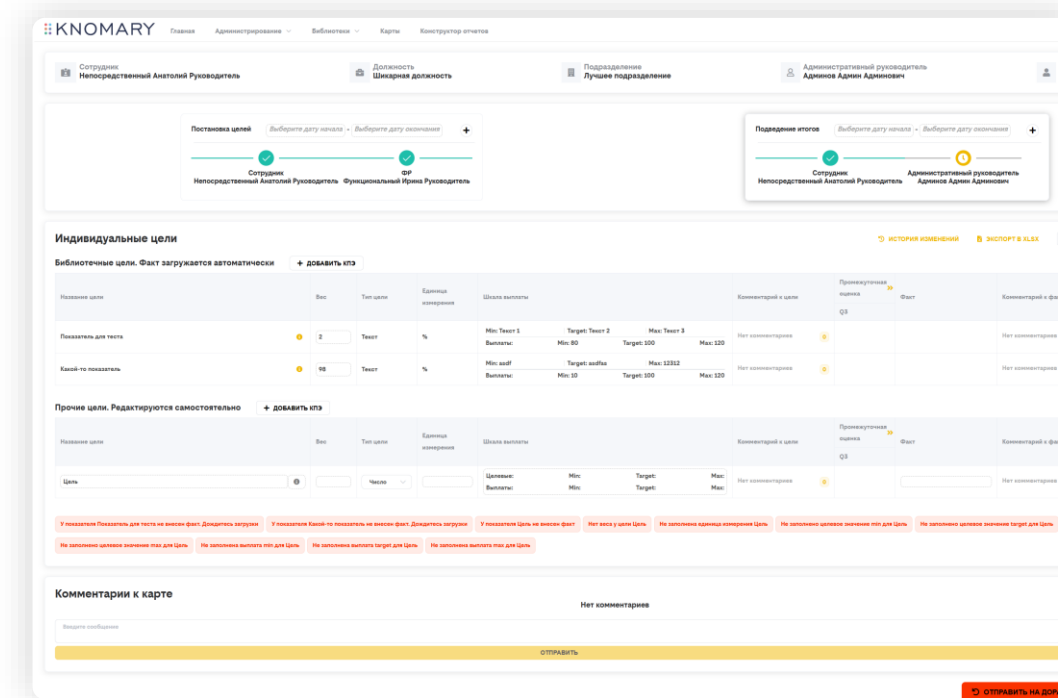 KNOMARY Главная Администрирование Библиотеки Карты Конструктор отчетов
Сотрудник
Непосредственный Анатолий Руководитель
Должность
Шикарная должность
Подразделение
Лучшее подразделение
Административный руководитель
Админов Админ Админович
Постановка целей Выберите дату начала - Выберите дату окончания +
Сотрудник
Непосредственный Анатолий Руководитель
ФР
Функциональный Ирина Руководитель
Подведение итогов Выберите дату начала - Выберите дату окончания +
Сотрудник
Непосредственный Анатолий Руководитель
Административный руководитель
Админов Админ Админович
Индивидуальные цели
ИСТОРИЯ ИЗМЕНЕНИЙ ЭКСПОРТ В XLSX
Библиотечные цели. Факт загружается автоматически + ДОБАВИТЬ КПЭ
Название цели Вес Тип цели Единица измерения Шкала выплаты Комментарий к цели Промежуточная оценка » Факт Комментарий к фак
Q3
Показатель для теста 2 Текст % Нет комментариев 0 Нет комментариев
Min: Текст 1 Target: Текст 2 Max: Текст 3
Выплаты: Min: 80 Target: 100 Max: 120
Какой-то показатель 98 Текст % Нет комментариев 0 Нет комментариев
Min: asdf Target: asdfsa Max: 12312
Выплаты: Min: 10 Target: 100 Max: 120
Прочие цели. Редактируются самостоятельно + ДОБАВИТЬ КПЭ
Название цели Вес Тип цели Единица измерения Шкала выплаты Комментарий к цели Промежуточная оценка » Факт Комментарий к фак
Q3
Цель Число Нет комментариев 0 Нет комментариев
Целевые: Min: Target: Max:
Выплаты: Min: Target: Max:
У показателя Показатель для теста не внесен факт. Дождитесь загрузки У показателя Какой-то показатель не внесен факт. Дождитесь загрузки У показателя Цель не внесен факт Нет веса у цели Цель Не заполнена единица измерения Цель Не заполнено целевое значение min для Цель Не заполнено целевое значение target для Цель
Не заполнено целевое значение max для Цель Не заполнена выплата min для Цель Не заполнена выплата target для Цель Не заполнена выплата max для Цель
Комментарии к карте
Нет комментариев
Введите сообщение
ОТПРАВИТЬ
ОТПРАВИТЬ НА ДОР